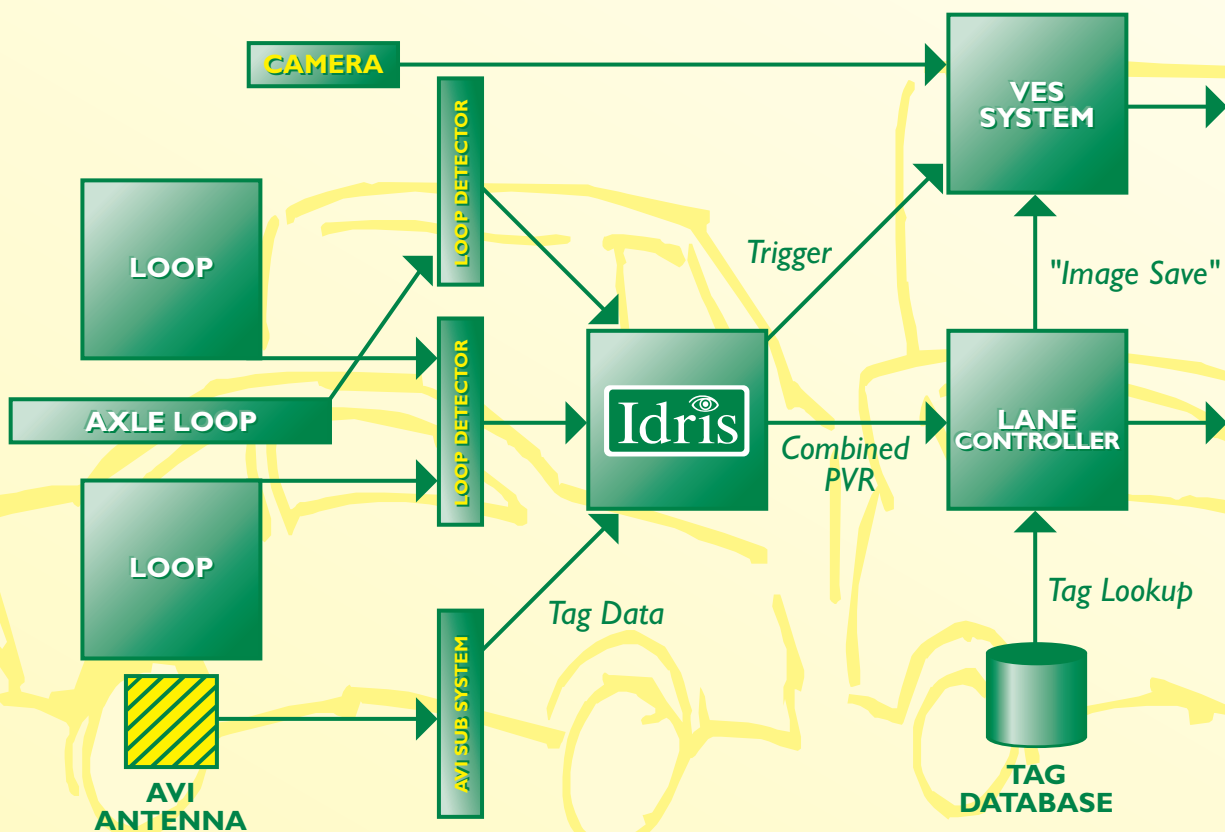 CAMERA
VES
SYSTEM
LOOP DETECTOR
LOOP
Trigger
"Image Save"
LOOP DETECTOR
AXLE LOOP
Idris
LANE
CONTROLLER
Combined
PVR
LOOP
Tag Data
Tag Lookup
AVI SUB SYSTEM
AVI
ANTENNA
TAG
DATABASE